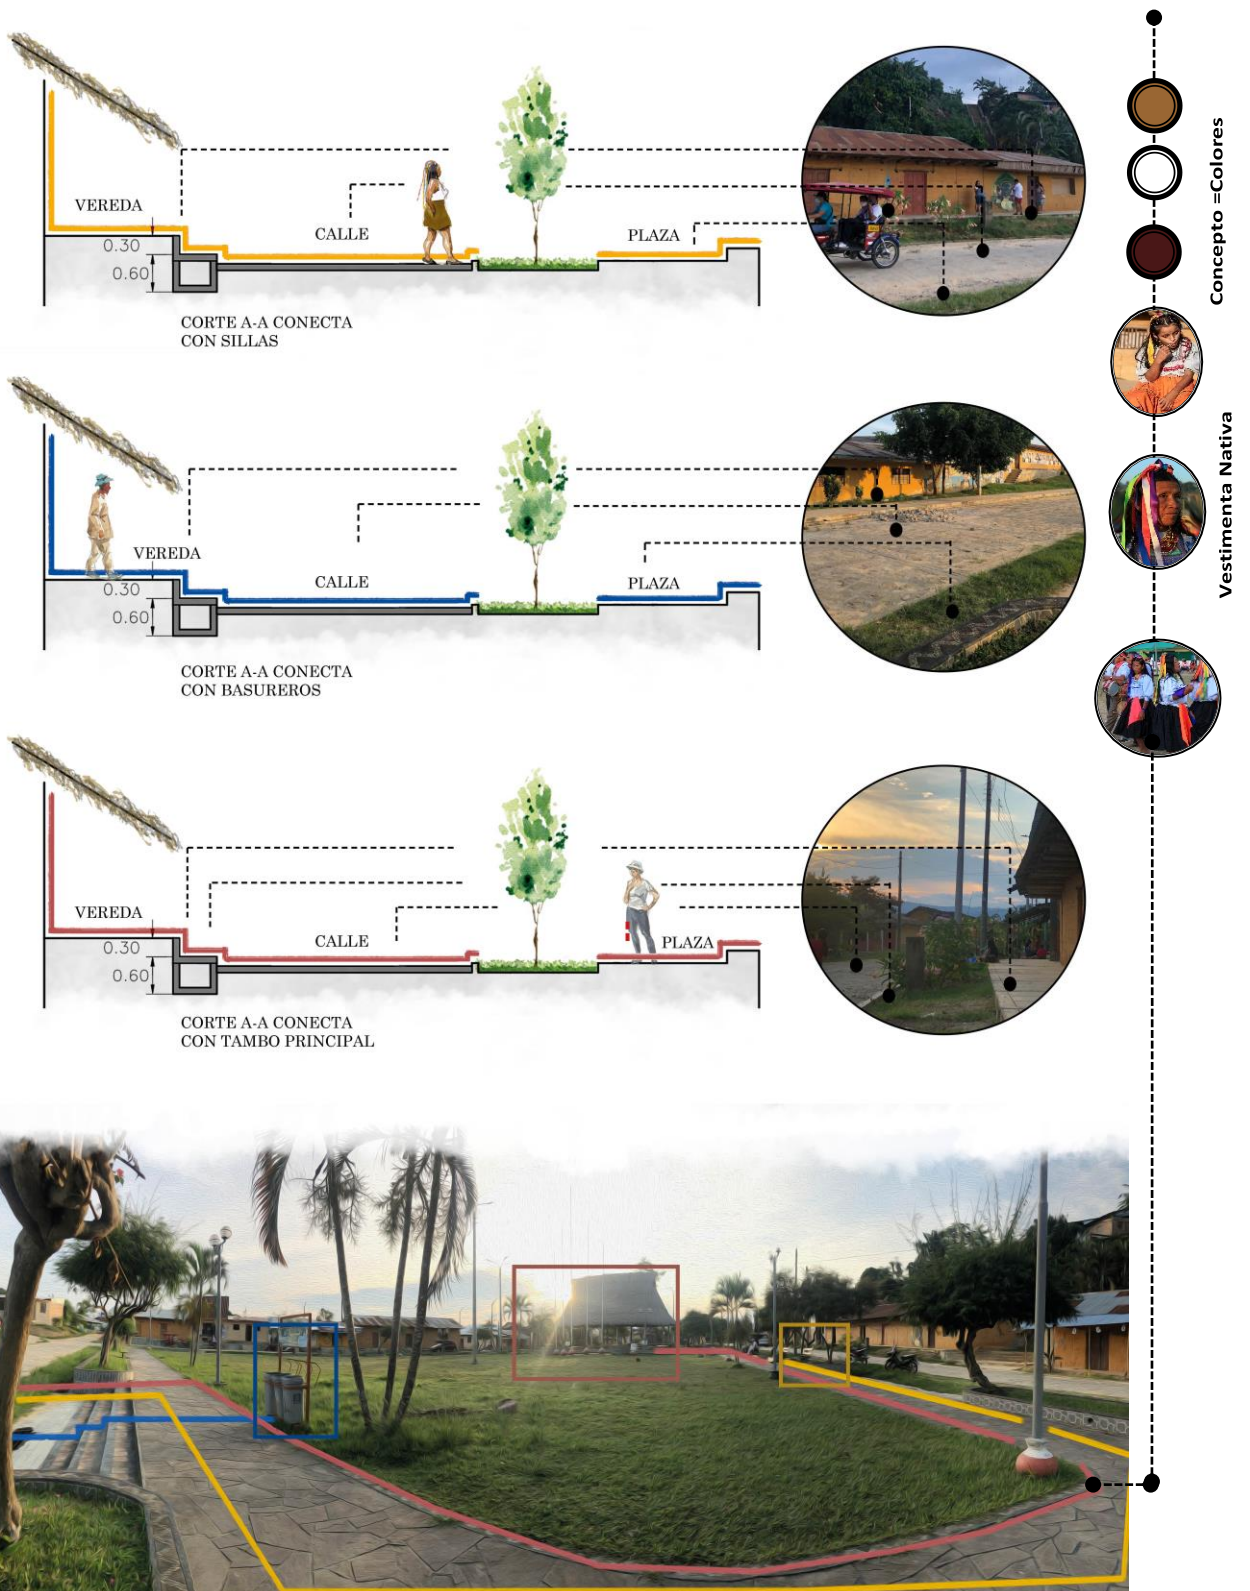 VEREDA
0.30
0.60
CALLE
PLAZA
CORTE A-A CONECTA
CON SILLAS
VEREDA
0.30
0.60
CALLE
PLAZA
CORTE A-A CONECTA
CON BASUREROS
VEREDA
0.30
0.60
CALLE
PLAZA
CORTE A-A CONECTA
CON TAMBO PRINCIPAL
Concepto =Colores
Vestimenta Nativa